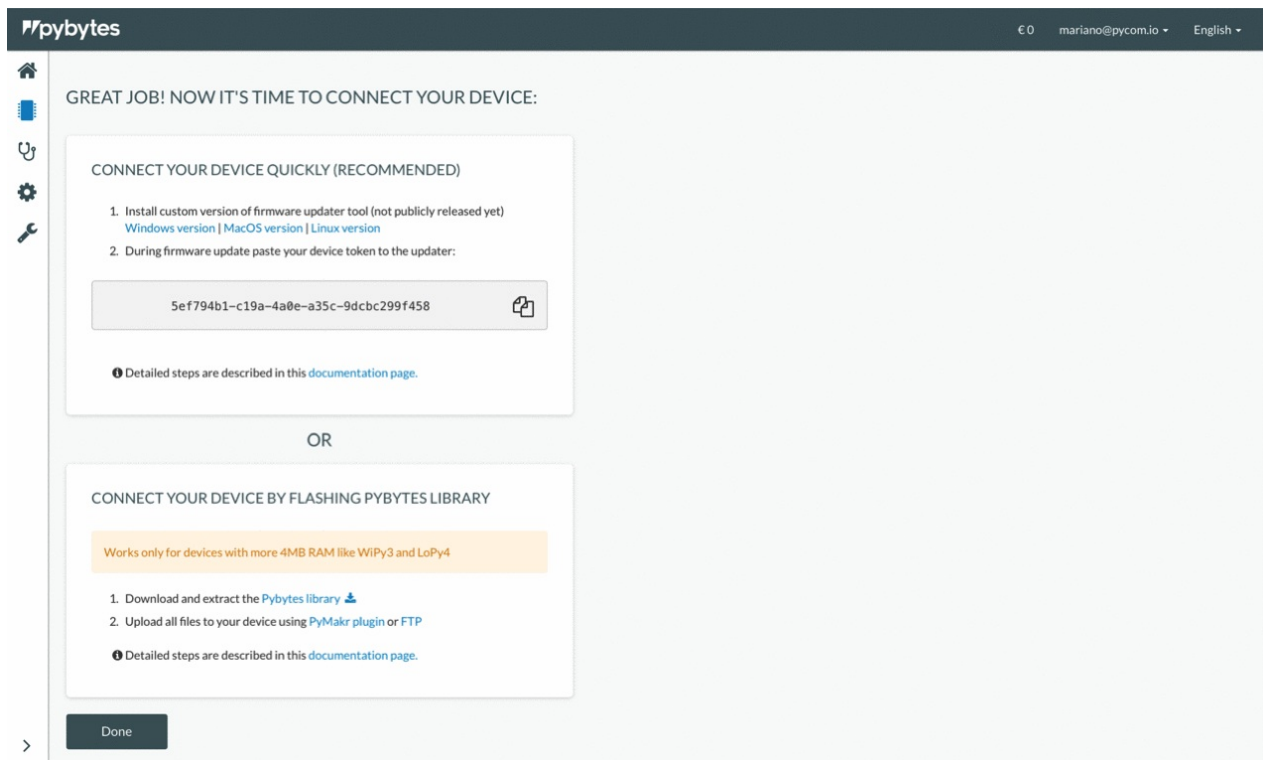 pybytes
€ 0 mariano@pycom.io English
GREAT JOB! NOW IT'S TIME TO CONNECT YOUR DEVICE:
CONNECT YOUR DEVICE QUICKLY (RECOMMENDED)
1. Install custom version of firmware updater tool (not publicly released yet)
Windows version | MacOS version | Linux version
2. During firmware update paste your device token to the updater:
5ef794b1-c19a-4a0e-a35c-9dcbc299f458
Detailed steps are described in this documentation page.
OR
CONNECT YOUR DEVICE BY FLASHING PYBYTES LIBRARY
Works only for devices with more 4MB RAM like WiPy3 and LoPy4
1. Download and extract the Pybytes library
2. Upload all files to your device using PyMakr plugin or FTP
Detailed steps are described in this documentation page.
Done